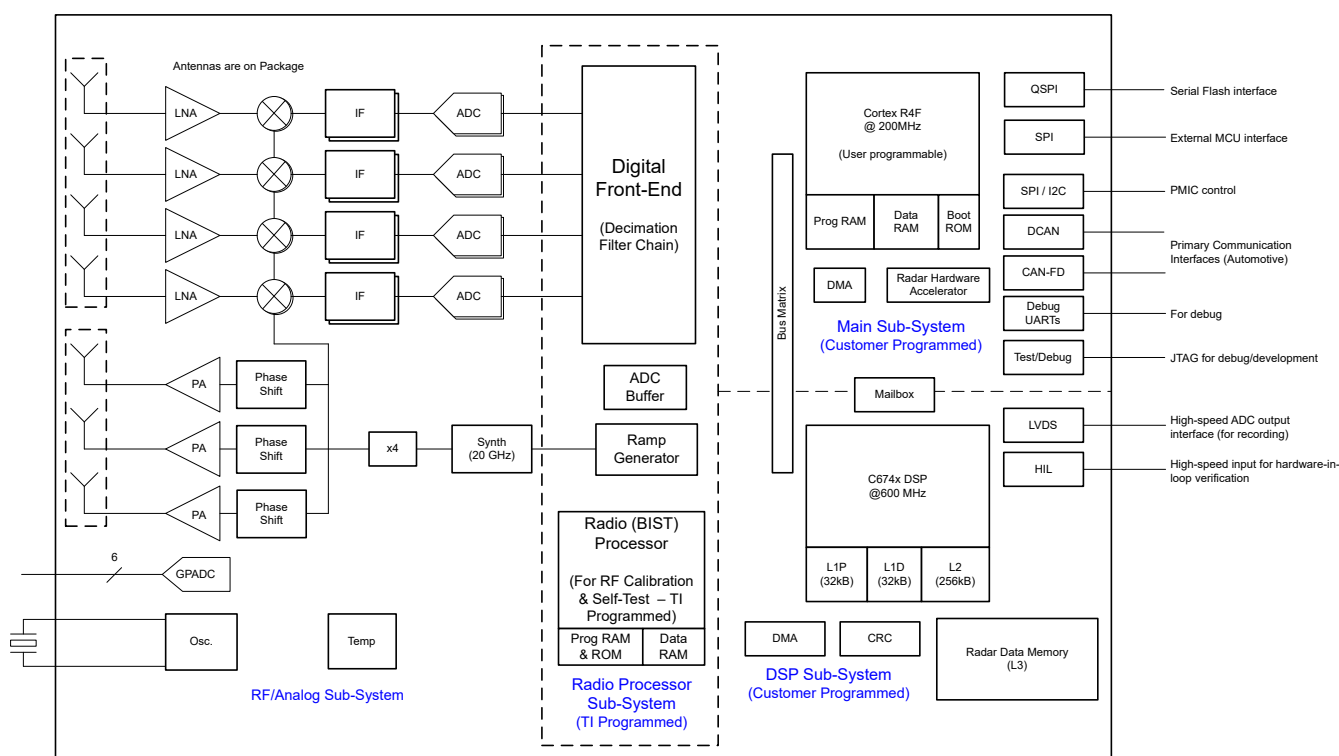 Antennas are on Package
LNA
IF
ADC
LNA
IF
ADC
LNA
IF
ADC
LNA
IF
ADC
PA
Phase
Shift
PA
Phase
Shift
PA
Phase
Shift
x4
Synth
(20 GHz)
6
GPADC
Osc.
Temp
RF/Analog Sub-System
Digital
Front-End
(Decimation
Filter Chain)
ADC
Buffer
Ramp
Generator
Radio (BIST)
Processor
(For RF Calibration
& Self-Test – TI
Programmed)
Prog RAM
& ROM
Data
RAM
Radio Processor
Sub-System
(TI Programmed)
Bus Matrix
Cortex R4F
@ 200MHz
(User programmable)
Prog RAM
Data
RAM
Boot
ROM
DMA
Radar Hardware
Accelerator
Main Sub-System
(Customer Programmed)
Mailbox
C674x DSP
@600 MHz
L1P
(32kB)
L1D
(32kB)
L2
(256kB)
DMA
CRC
DSP Sub-System
(Customer Programmed)
Radar Data Memory
(L3)
QSPI
Serial Flash interface
SPI
External MCU interface
SPI / I2C
PMIC control
DCAN
CAN-FD
Primary Communication
Interfaces (Automotive)
Debug
UARTs
For debug
Test/Debug
JTAG for debug/development
LVDS
High-speed ADC output
interface (for recording)
HIL
High-speed input for hardware-in-
loop verification